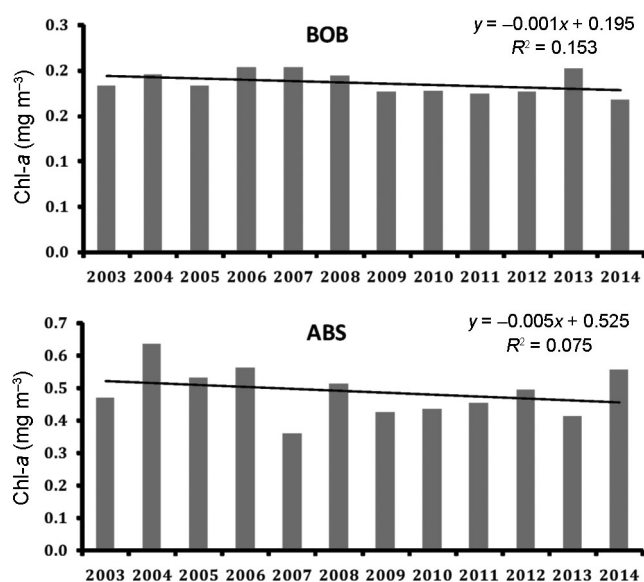 BOB
y = −0.001x + 0.195
R² = 0.153
Chl-a (mg m⁻³)
0.3
0.2
0.2
0.1
0.1
0.0
2003 2004 2005 2006 2007 2008 2009 2010 2011 2012 2013 2014
ABS
y = −0.005x + 0.525
R² = 0.075
Chl-a (mg m⁻³)
0.7
0.6
0.5
0.4
0.3
0.2
0.1
0.0
2003 2004 2005 2006 2007 2008 2009 2010 2011 2012 2013 2014